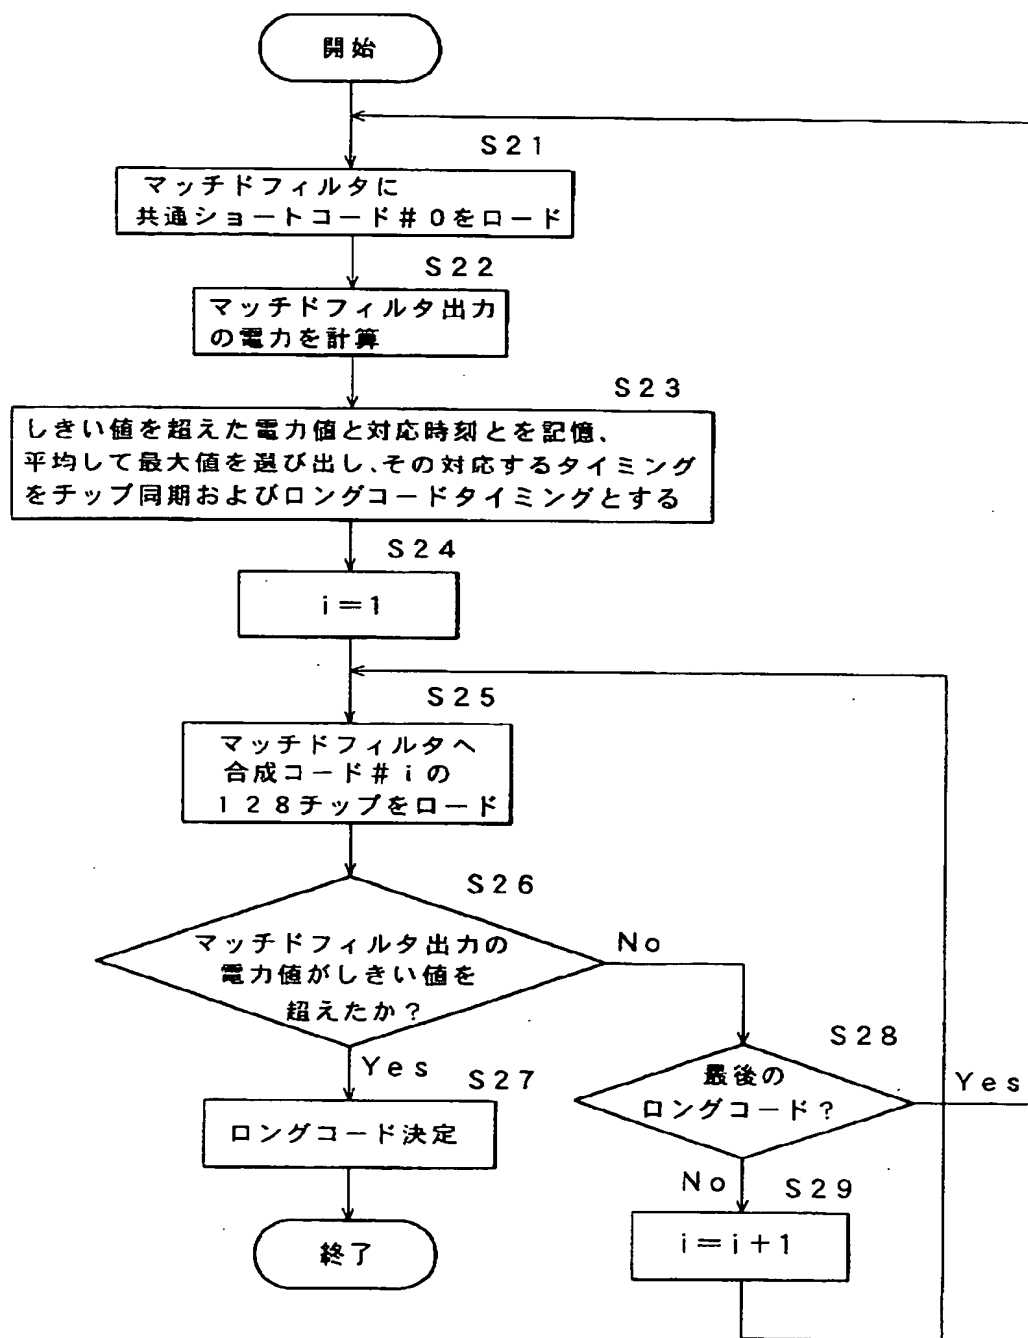 開始
S21
マッチドフィルタに
共通ショートコード#0をロード
S22
マッチドフィルタ出力
の電力を計算
S23
しきい値を超えた電力値と対応時刻とを記憶、
平均して最大値を選び出し、その対応するタイミング
をチップ同期およびロングコードタイミングとする
S24
i=1
S25
マッチドフィルタへ
合成コード#iの
128チップをロード
S26
マッチドフィルタ出力の
電力値がしきい値を
超えたか?
No
Yes
S27
ロングコード決定
終了
S28
最後の
ロングコード?
Yes
No
S29
i=i+1